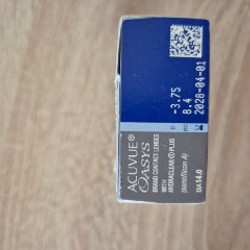 -3.75
8.4
2028-04-01
D
BC
ACUVUE®
OASYS
BRAND CONTACT LENSES
WITH
HYDRACLEAR® PLUS
(senofilcon A)
DIA 14.0